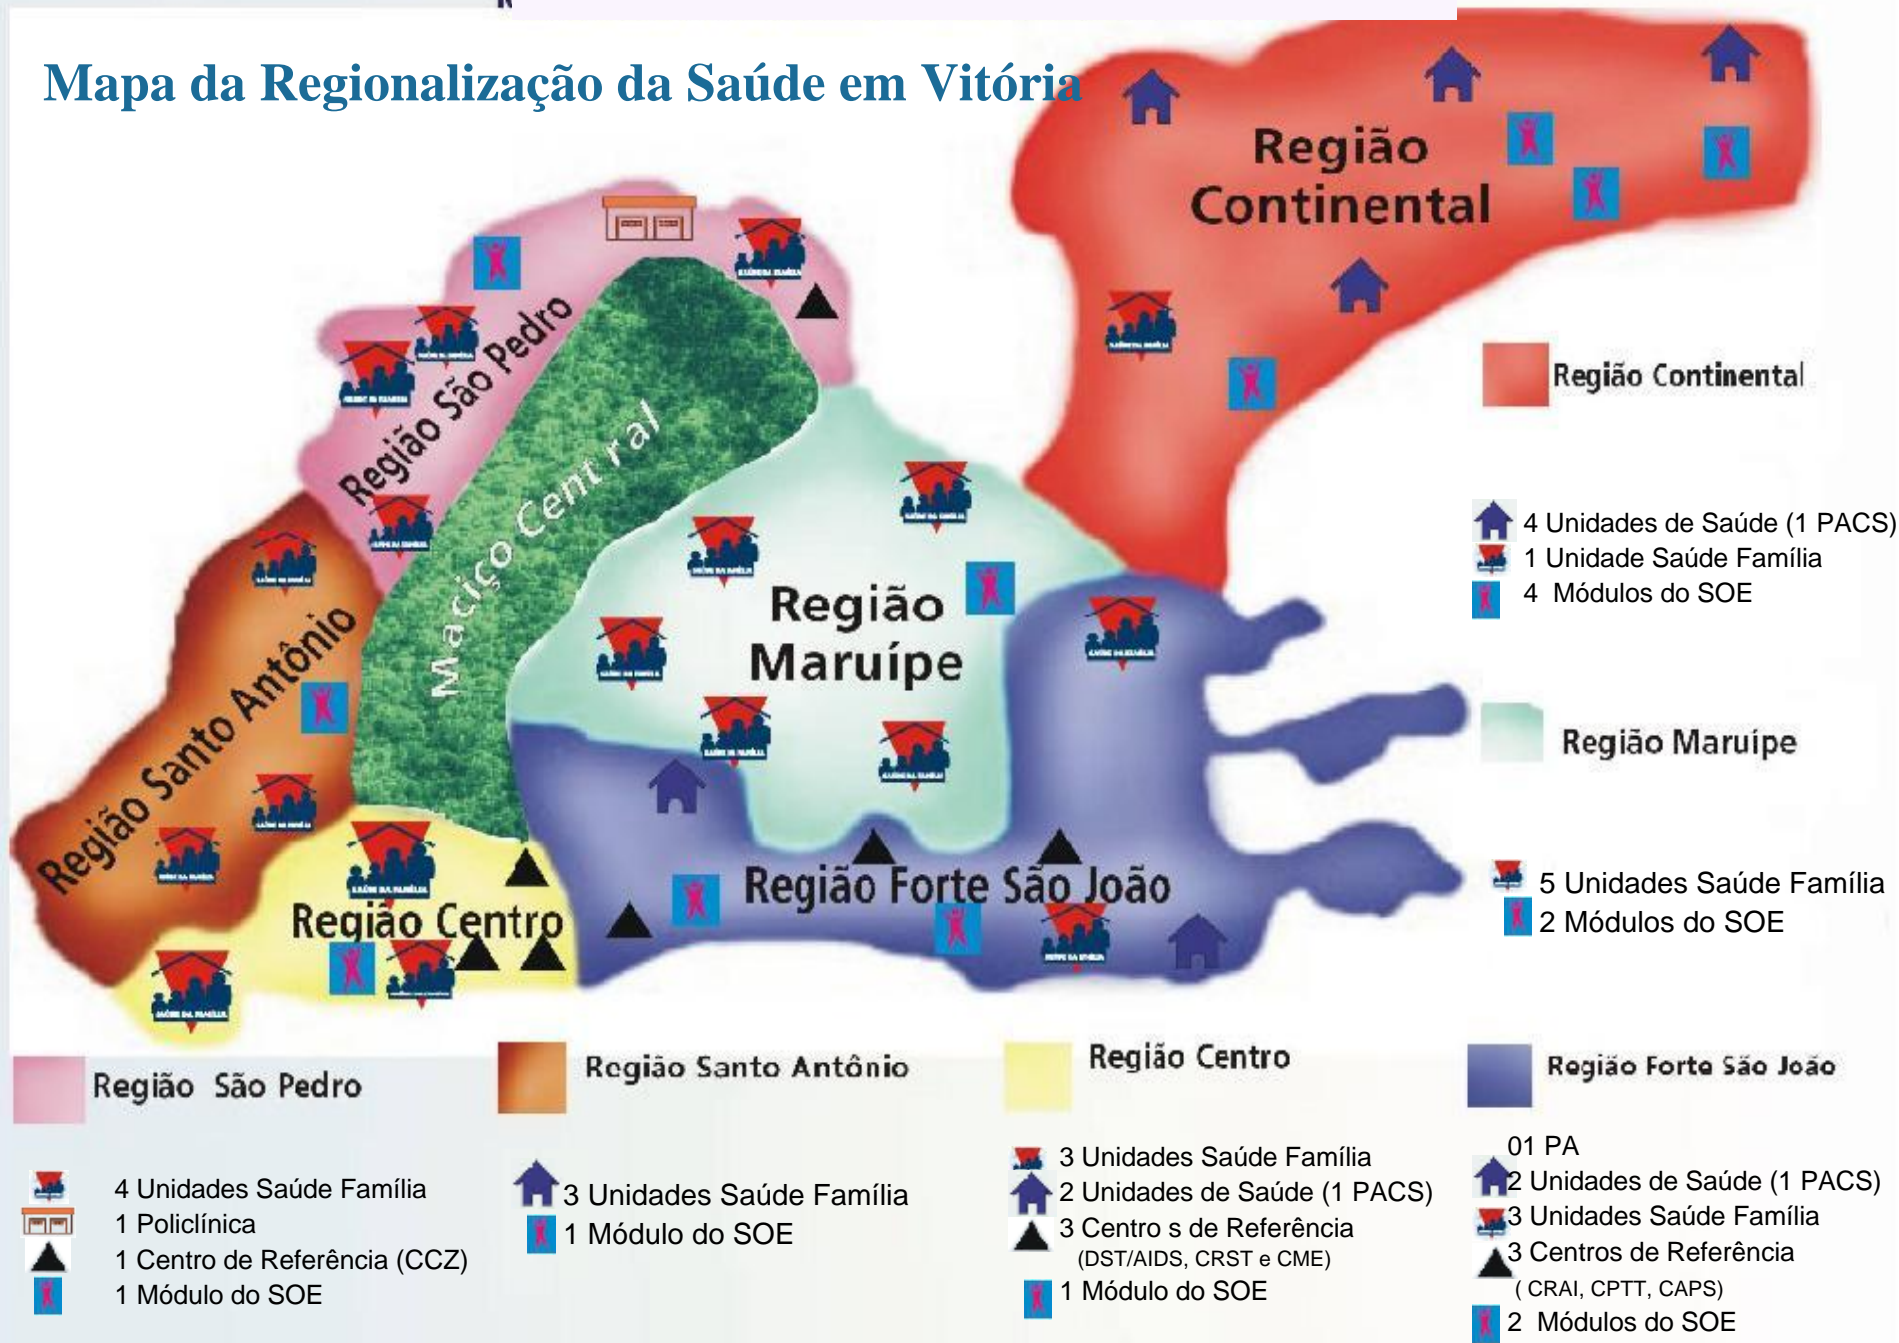 Mapa da Regionalização da Saúde em Vitória
Região
Continental
Região São Pedro
Maciço Central
Região Santo Antônio
Região
Maruípe
Região Centro
Região Forte São João
Região Continental
4 Unidades de Saúde (1 PACS)
1 Unidade Saúde Família
4 Módulos do SOE
Região Maruípe
5 Unidades Saúde Família
2 Módulos do SOE
Região São Pedro
4 Unidades Saúde Família
1 Policlínica
1 Centro de Referência (CCZ)
1 Módulo do SOE
Região Santo Antônio
3 Unidades Saúde Família
1 Módulo do SOE
Região Centro
3 Unidades Saúde Família
2 Unidades de Saúde (1 PACS)
3 Centro s de Referência
(DST/AIDS, CRST e CME)
1 Módulo do SOE
Região Forte São João
01 PA
2 Unidades de Saúde (1 PACS)
3 Unidades Saúde Família
3 Centros de Referência
( CRAI, CPTT, CAPS)
2 Módulos do SOE